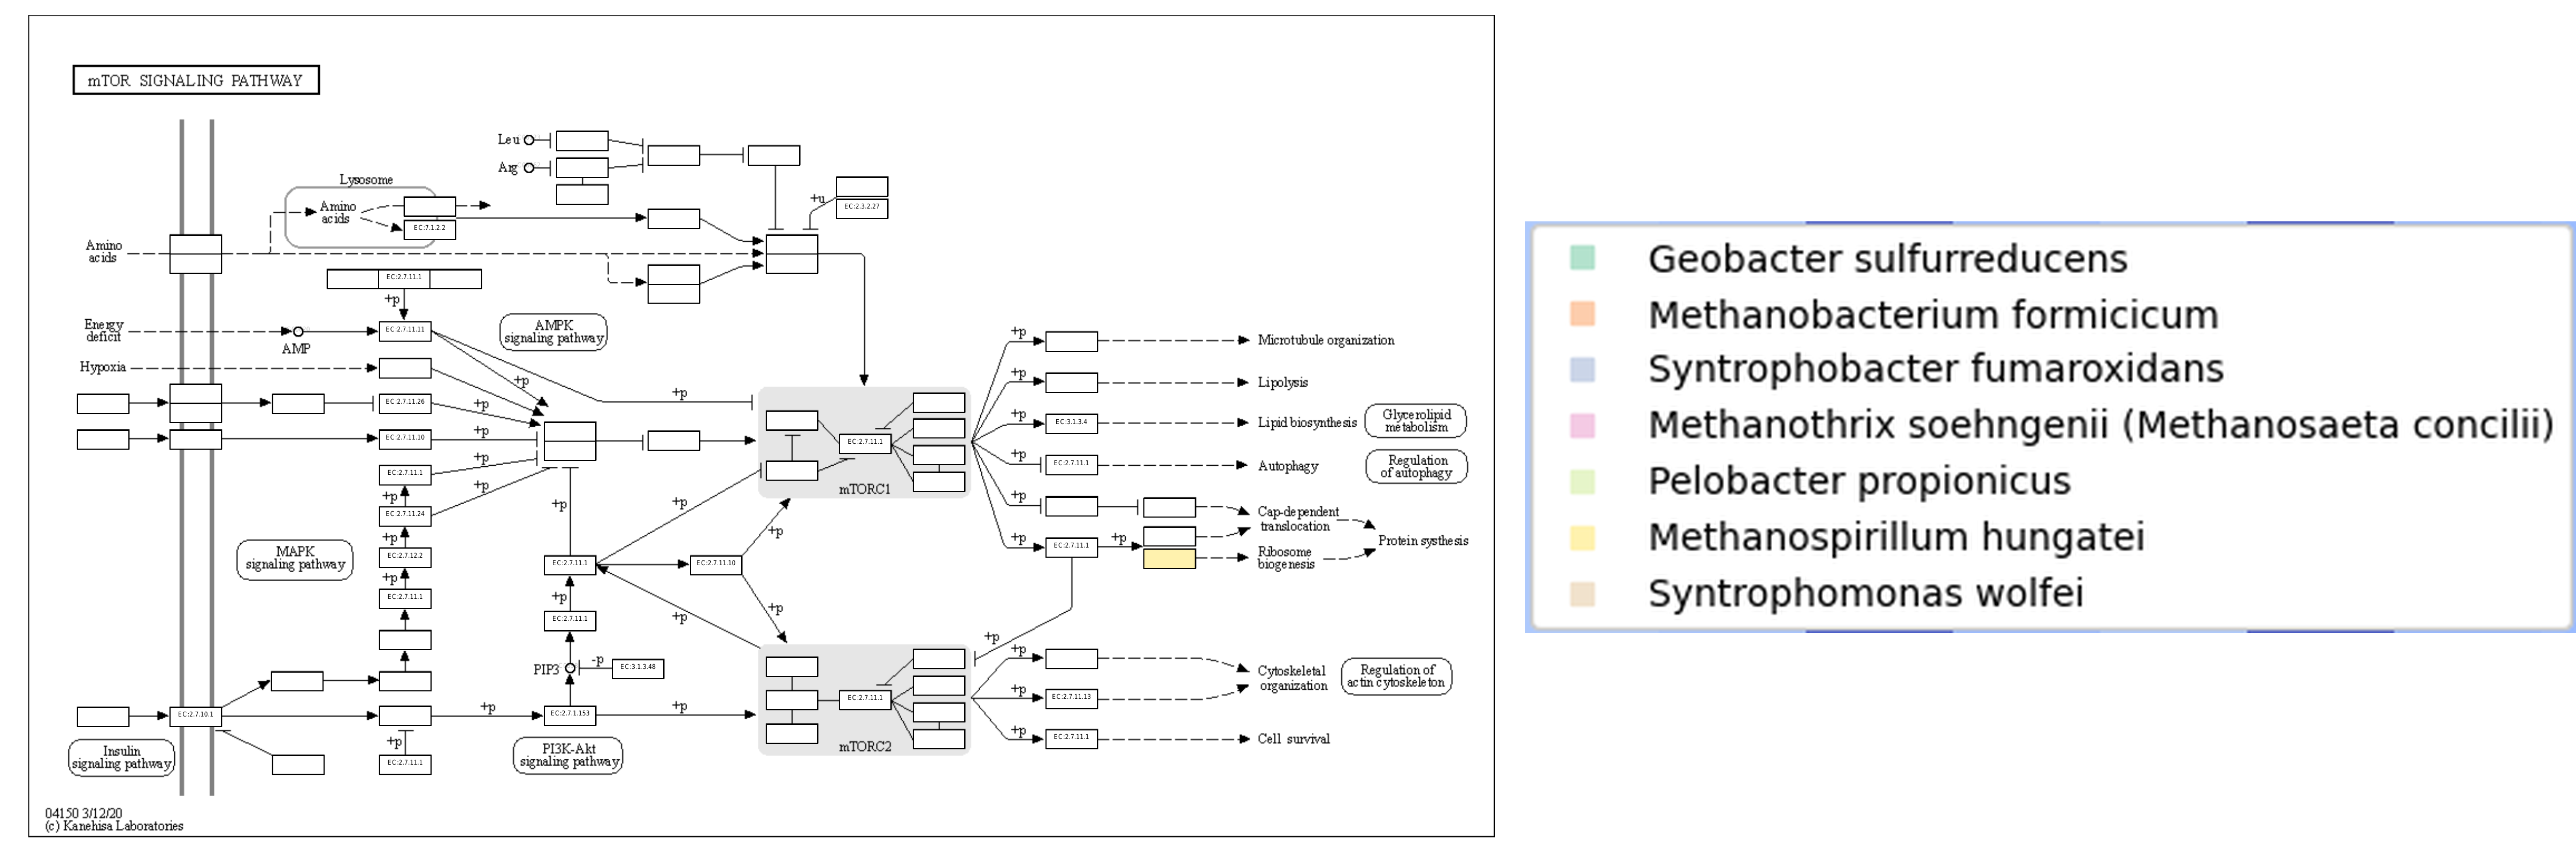 mTOR SIGNALING PATHWAY
Leu
Arg
Lysosome
Amino
acids
+u
EC:2.3.2.27
EC:7.1.2.2
Amino
acids
EC:2.7.11.1
+p
Energy
deficit
AMP
EC:2.7.11.11
AMPK
signaling pathway
+p
Microtubule organization
Hypoxia
+p
+p
+p
Lipolysis
EC:2.7.11.26
+p
+p
EC:3.1.3.4
Lipid biosynthesis
Glycerolipid
metabolism
EC:2.7.11.10
+p
EC:2.7.11.1
EC:2.7.11.1
+p
+p
EC:2.7.11.1
Autophagy
Regulation
of autophagy
mTORC1
+p
+p
+p
+p
+p
Cap-dependent
translocation
EC:2.7.11.24
+p
+p
+p
EC:2.7.11.1
+p
Protein systhesis
Ribosome
biogenesis
MAPK
signaling pathway
EC:2.7.12.2
EC:2.7.11.1
EC:2.7.11.10
+p
EC:2.7.11.1
+p
+p
+p
EC:2.7.11.1
+p
PIP3
-p
EC:3.1.3.48
+p
Cytoskeletal
organization
Regulation of
actin cytoskeleton
EC:2.7.11.1
+p
EC:2.7.11.13
EC:2.7.10.1
+p
EC:2.7.1.153
+p
mTORC2
+p
EC:2.7.11.1
Cell survival
Insulin
signaling pathway
+p
EC:2.7.11.1
PI3K-Akt
signaling pathway
04150 3/12/20
(c) Kanehisa Laboratories
Geobacter sulfurreducens
Methanobacterium formicicum
Syntrophobacter fumaroxidans
Methanothrix soehngenii (Methanosaeta concilii)
Pelobacter propionicus
Methanospirillum hungatei
Syntrophomonas wolfei